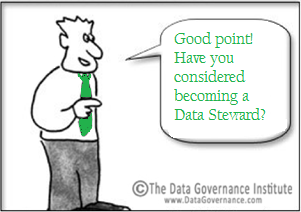 Good point!
Have you
considered
becoming a
Data Steward?
©The Data Governance Institute
www.DataGovernance.com